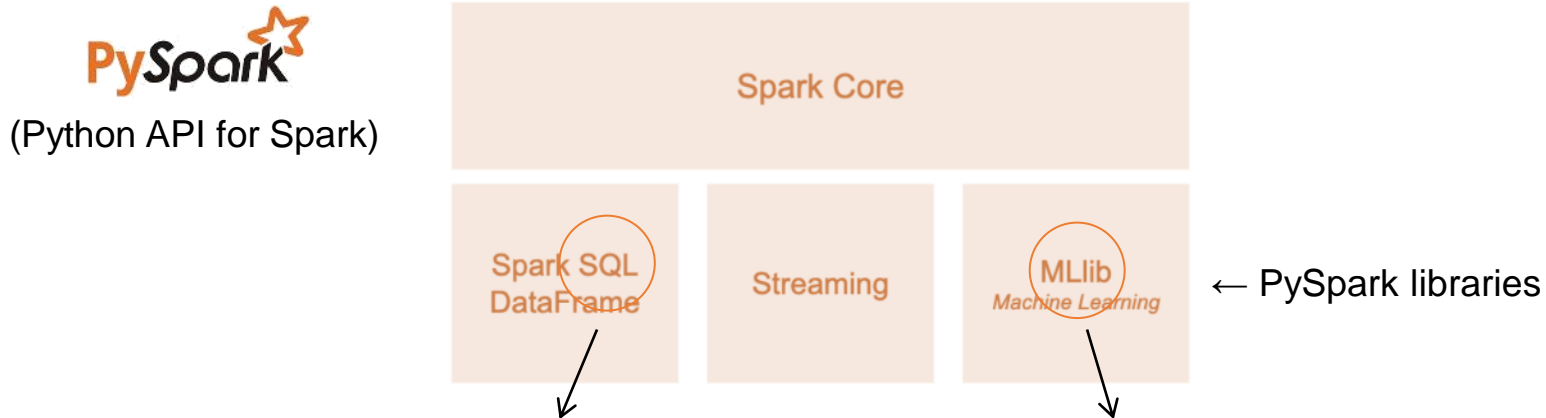 PySpark
(Python API for Spark)
Spark Core
Spark SQL
DataFrame
Streaming
MLlib
Machine Learning
← PySpark libraries